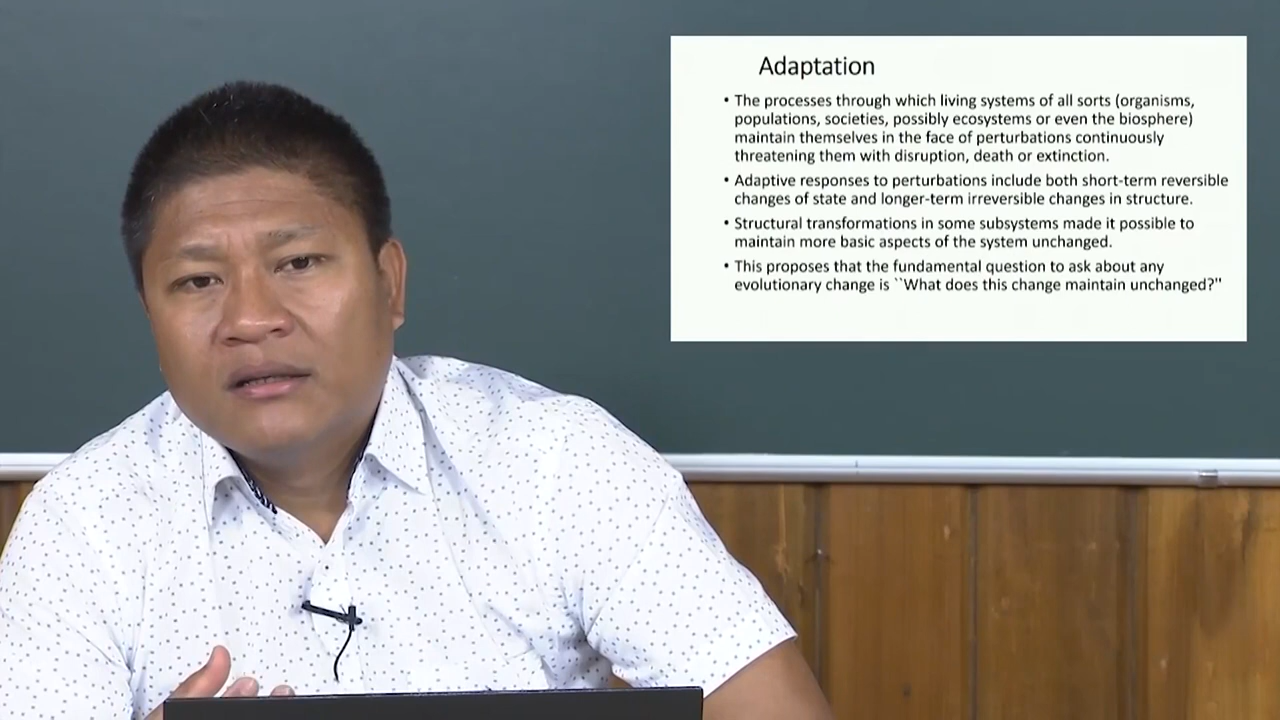 Adaptation
• The processes through which living systems of all sorts (organisms,
populations, societies, possibly ecosystems or even the biosphere)
maintain themselves in the face of perturbations continuously
threatening them with disruption, death or extinction.
• Adaptive responses to perturbations include both short-term reversible
changes of state and longer-term irreversible changes in structure.
• Structural transformations in some subsystems made it possible to
maintain more basic aspects of the system unchanged.
• This proposes that the fundamental question to ask about any
evolutionary change is ``What does this change maintain unchanged?"